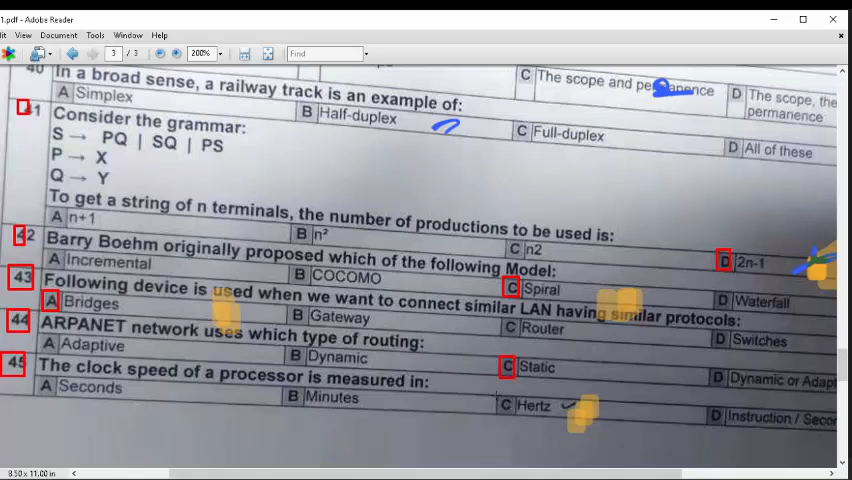 1.pdf - Adobe Reader
View Document Tools Window Help
3 / 3 200% Find
C The scope and D The scope, the
permanence
40 In a broad sense, a railway track is an example of:
A Simplex B Half-duplex C Full-duplex D All of these
41 Consider the grammar:
S → PQ | SQ | PS
P → X
Q → Y
To get a string of n terminals, the number of productions to be used is:
A n+1 B n² C n2 D 2n-1
42 Barry Boehm originally proposed which of the following Model:
A Incremental B COCOMO C Spiral D Waterfall
43 Following device is used when we want to connect similar LAN having similar protocols:
A Bridges B Gateway C Router D Switches
44 ARPANET network uses which type of routing:
A Adaptive B Dynamic C Static D Dynamic or Adap
45 The clock speed of a processor is measured in:
A Seconds B Minutes C Hertz D Instruction / Seco
8.50 x 11.00 in